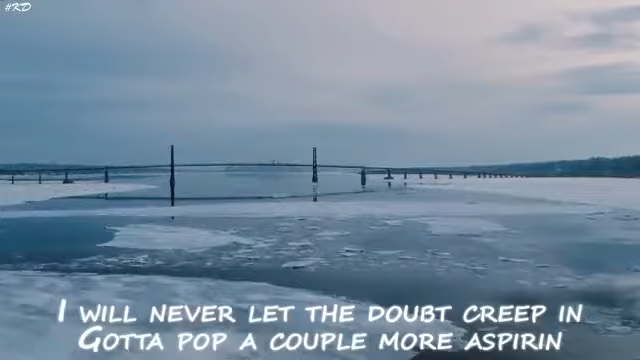 #KD
I WILL NEVER LET THE DOUBT CREEP IN
GOTTA POP A COUPLE MORE ASPIRIN